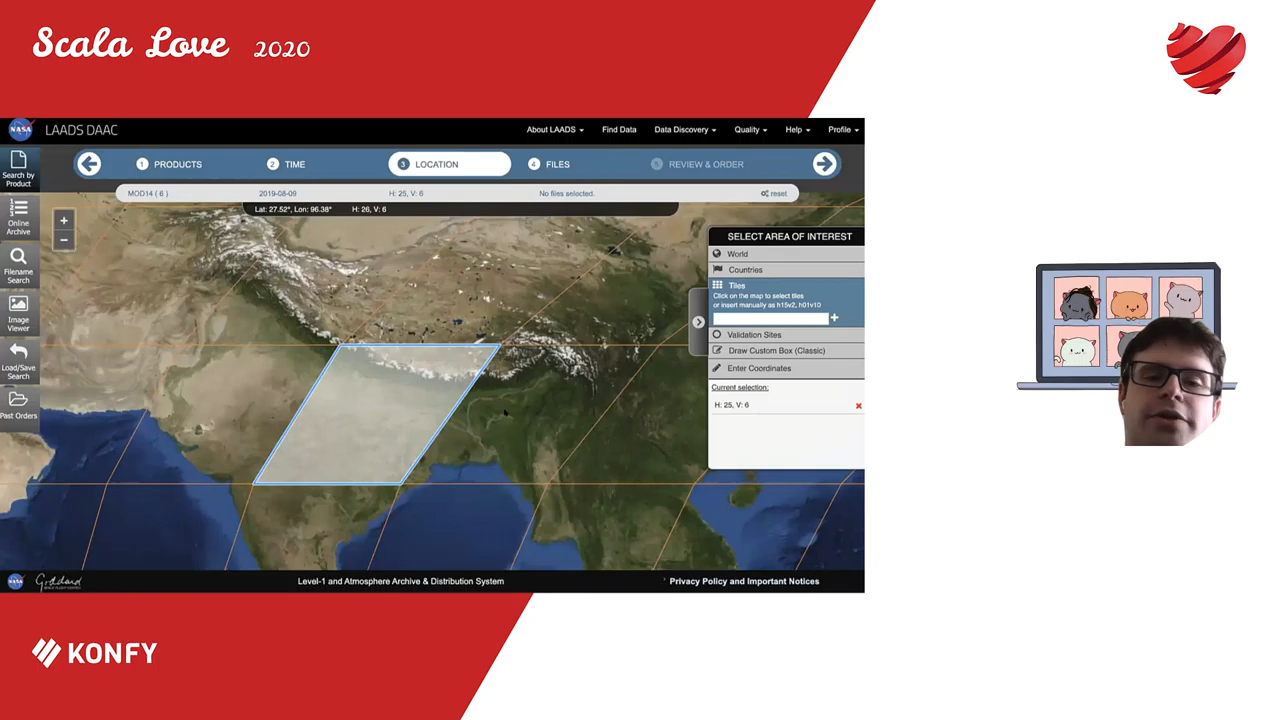 Scala Love 2020
NASA
LAADS DAAC
About LAADS
Find Data
Data Discovery
Quality
Help
Profile
Search by
Product
Online
Archive
Filename
Search
Image
Viewer
Load/Save
Search
Past Orders
1 PRODUCTS
2 TIME
3 LOCATION
4 FILES
5 REVIEW & ORDER
MOD14 ( 6 )
2019-08-09
H: 25, V: 6
No files selected.
reset
Lat: 27.52°, Lon: 96.38° H: 26, V: 6
+
−
SELECT AREA OF INTEREST
World
Countries
Tiles
Click on the map to select tiles
or insert manually as h15v2, h01v10
+
Validation Sites
Draw Custom Box (Classic)
Enter Coordinates
Current selection:
H: 25, V: 6
NASA
Goddard
Level-1 and Atmosphere Archive & Distribution System
Privacy Policy and Important Notices
KONFY